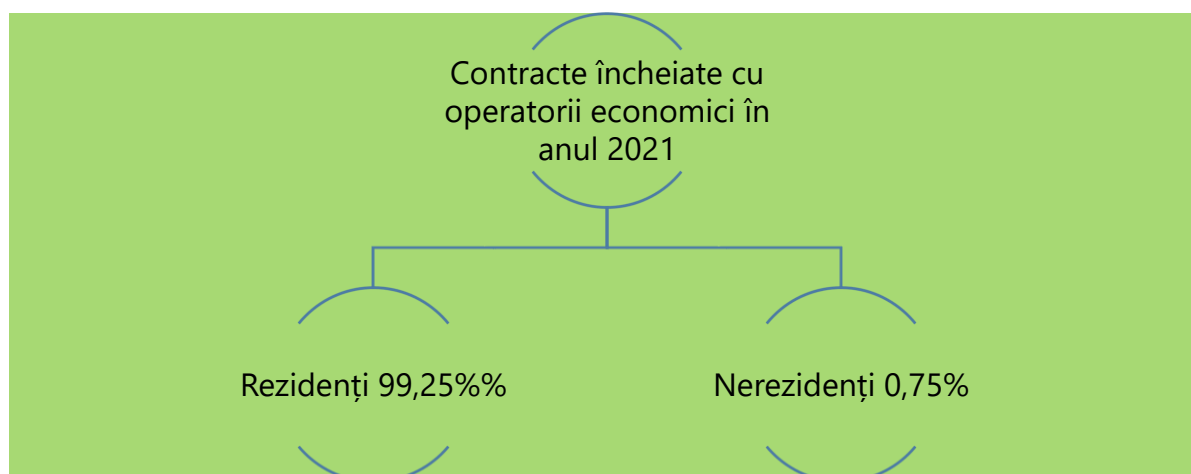 Contracte încheiate cu
operatorii economici în
anul 2021
Rezidenți 99,25%%
Nerezidenți 0,75%